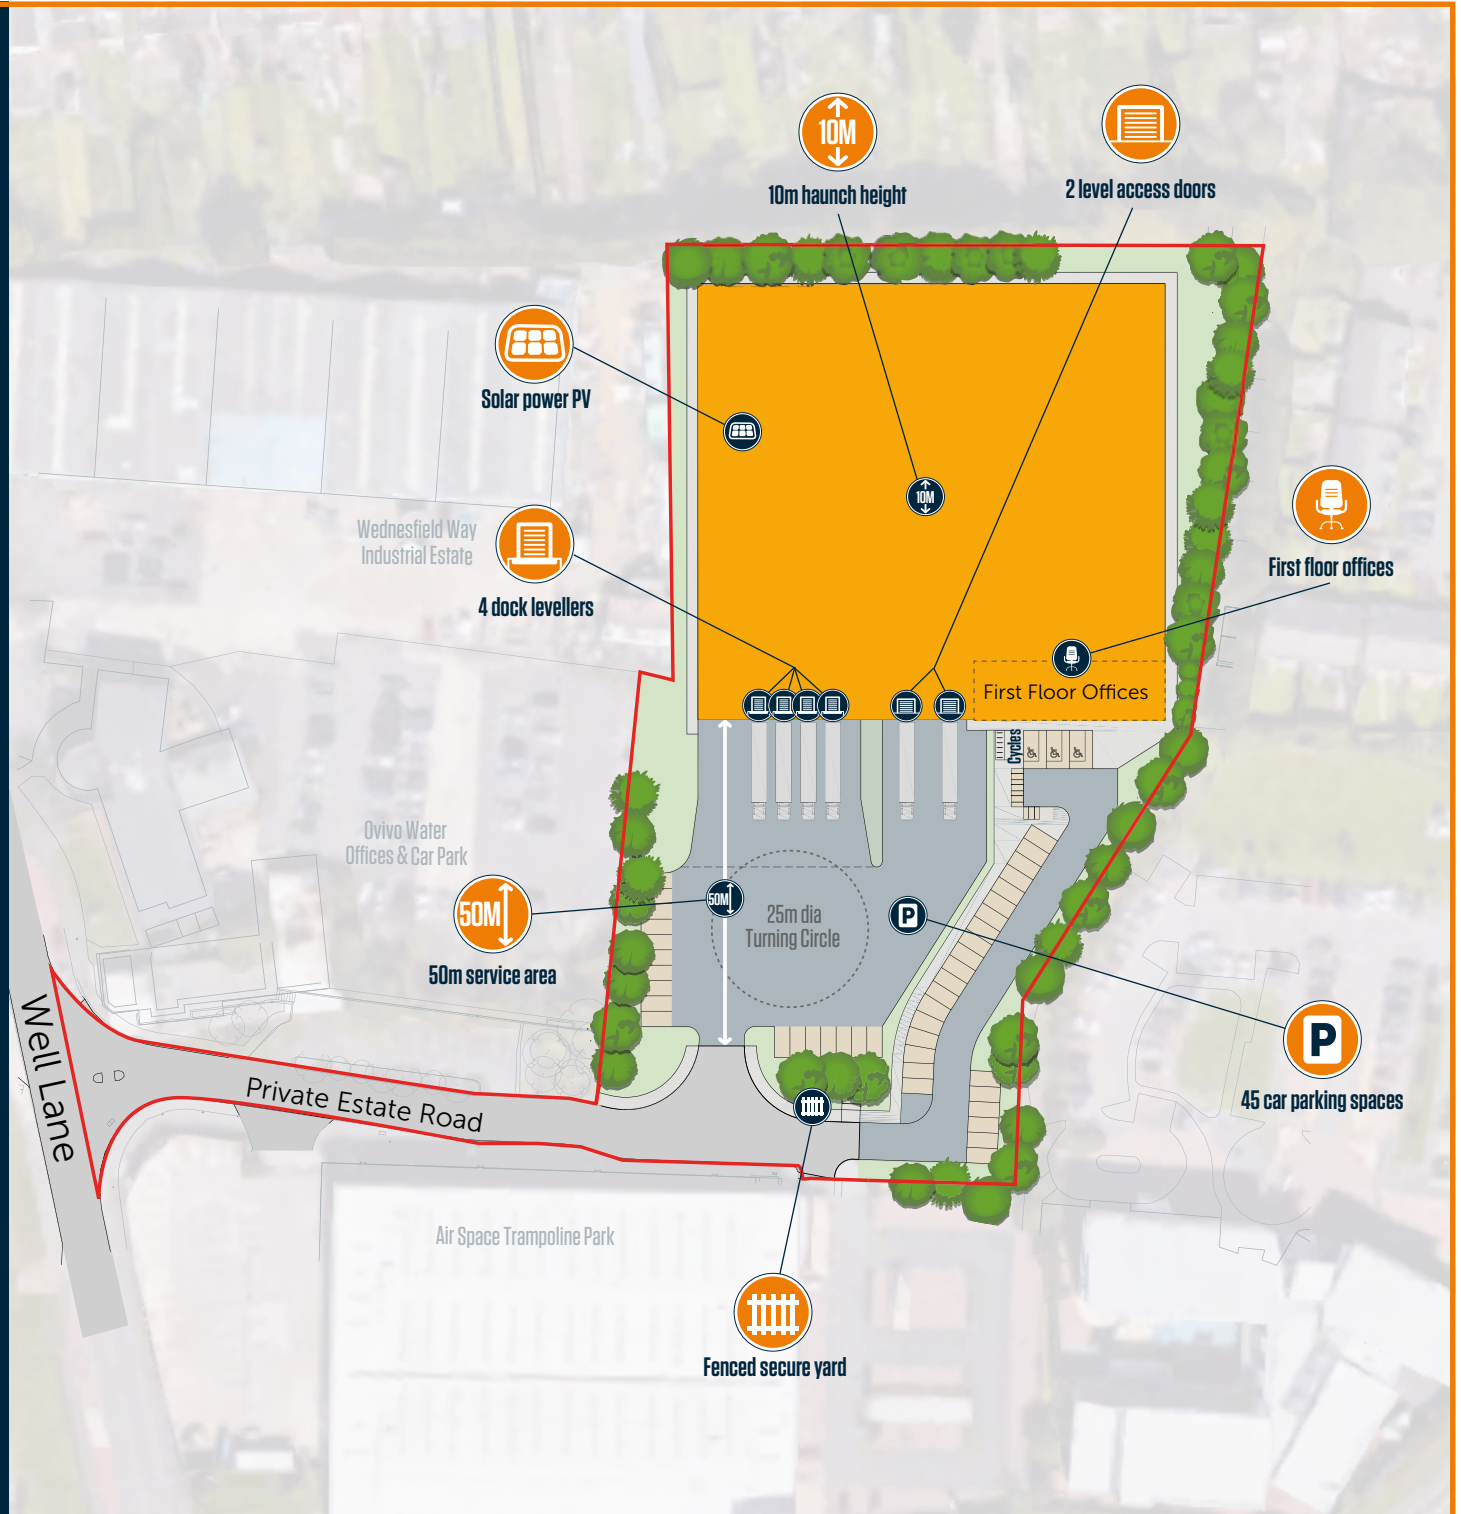 10M
10m haunch height
2 level access doors
Solar power PV
10M
Wednesfield Way
Industrial Estate
First floor offices
4 dock levellers
First Floor Offices
Cycles
Ovivo Water
Offices & Car Park
50M
50M
50m service area
25m dia
Turning Circle
P
P
45 car parking spaces
Well Lane
Private Estate Road
Air Space Trampoline Park
Fenced secure yard